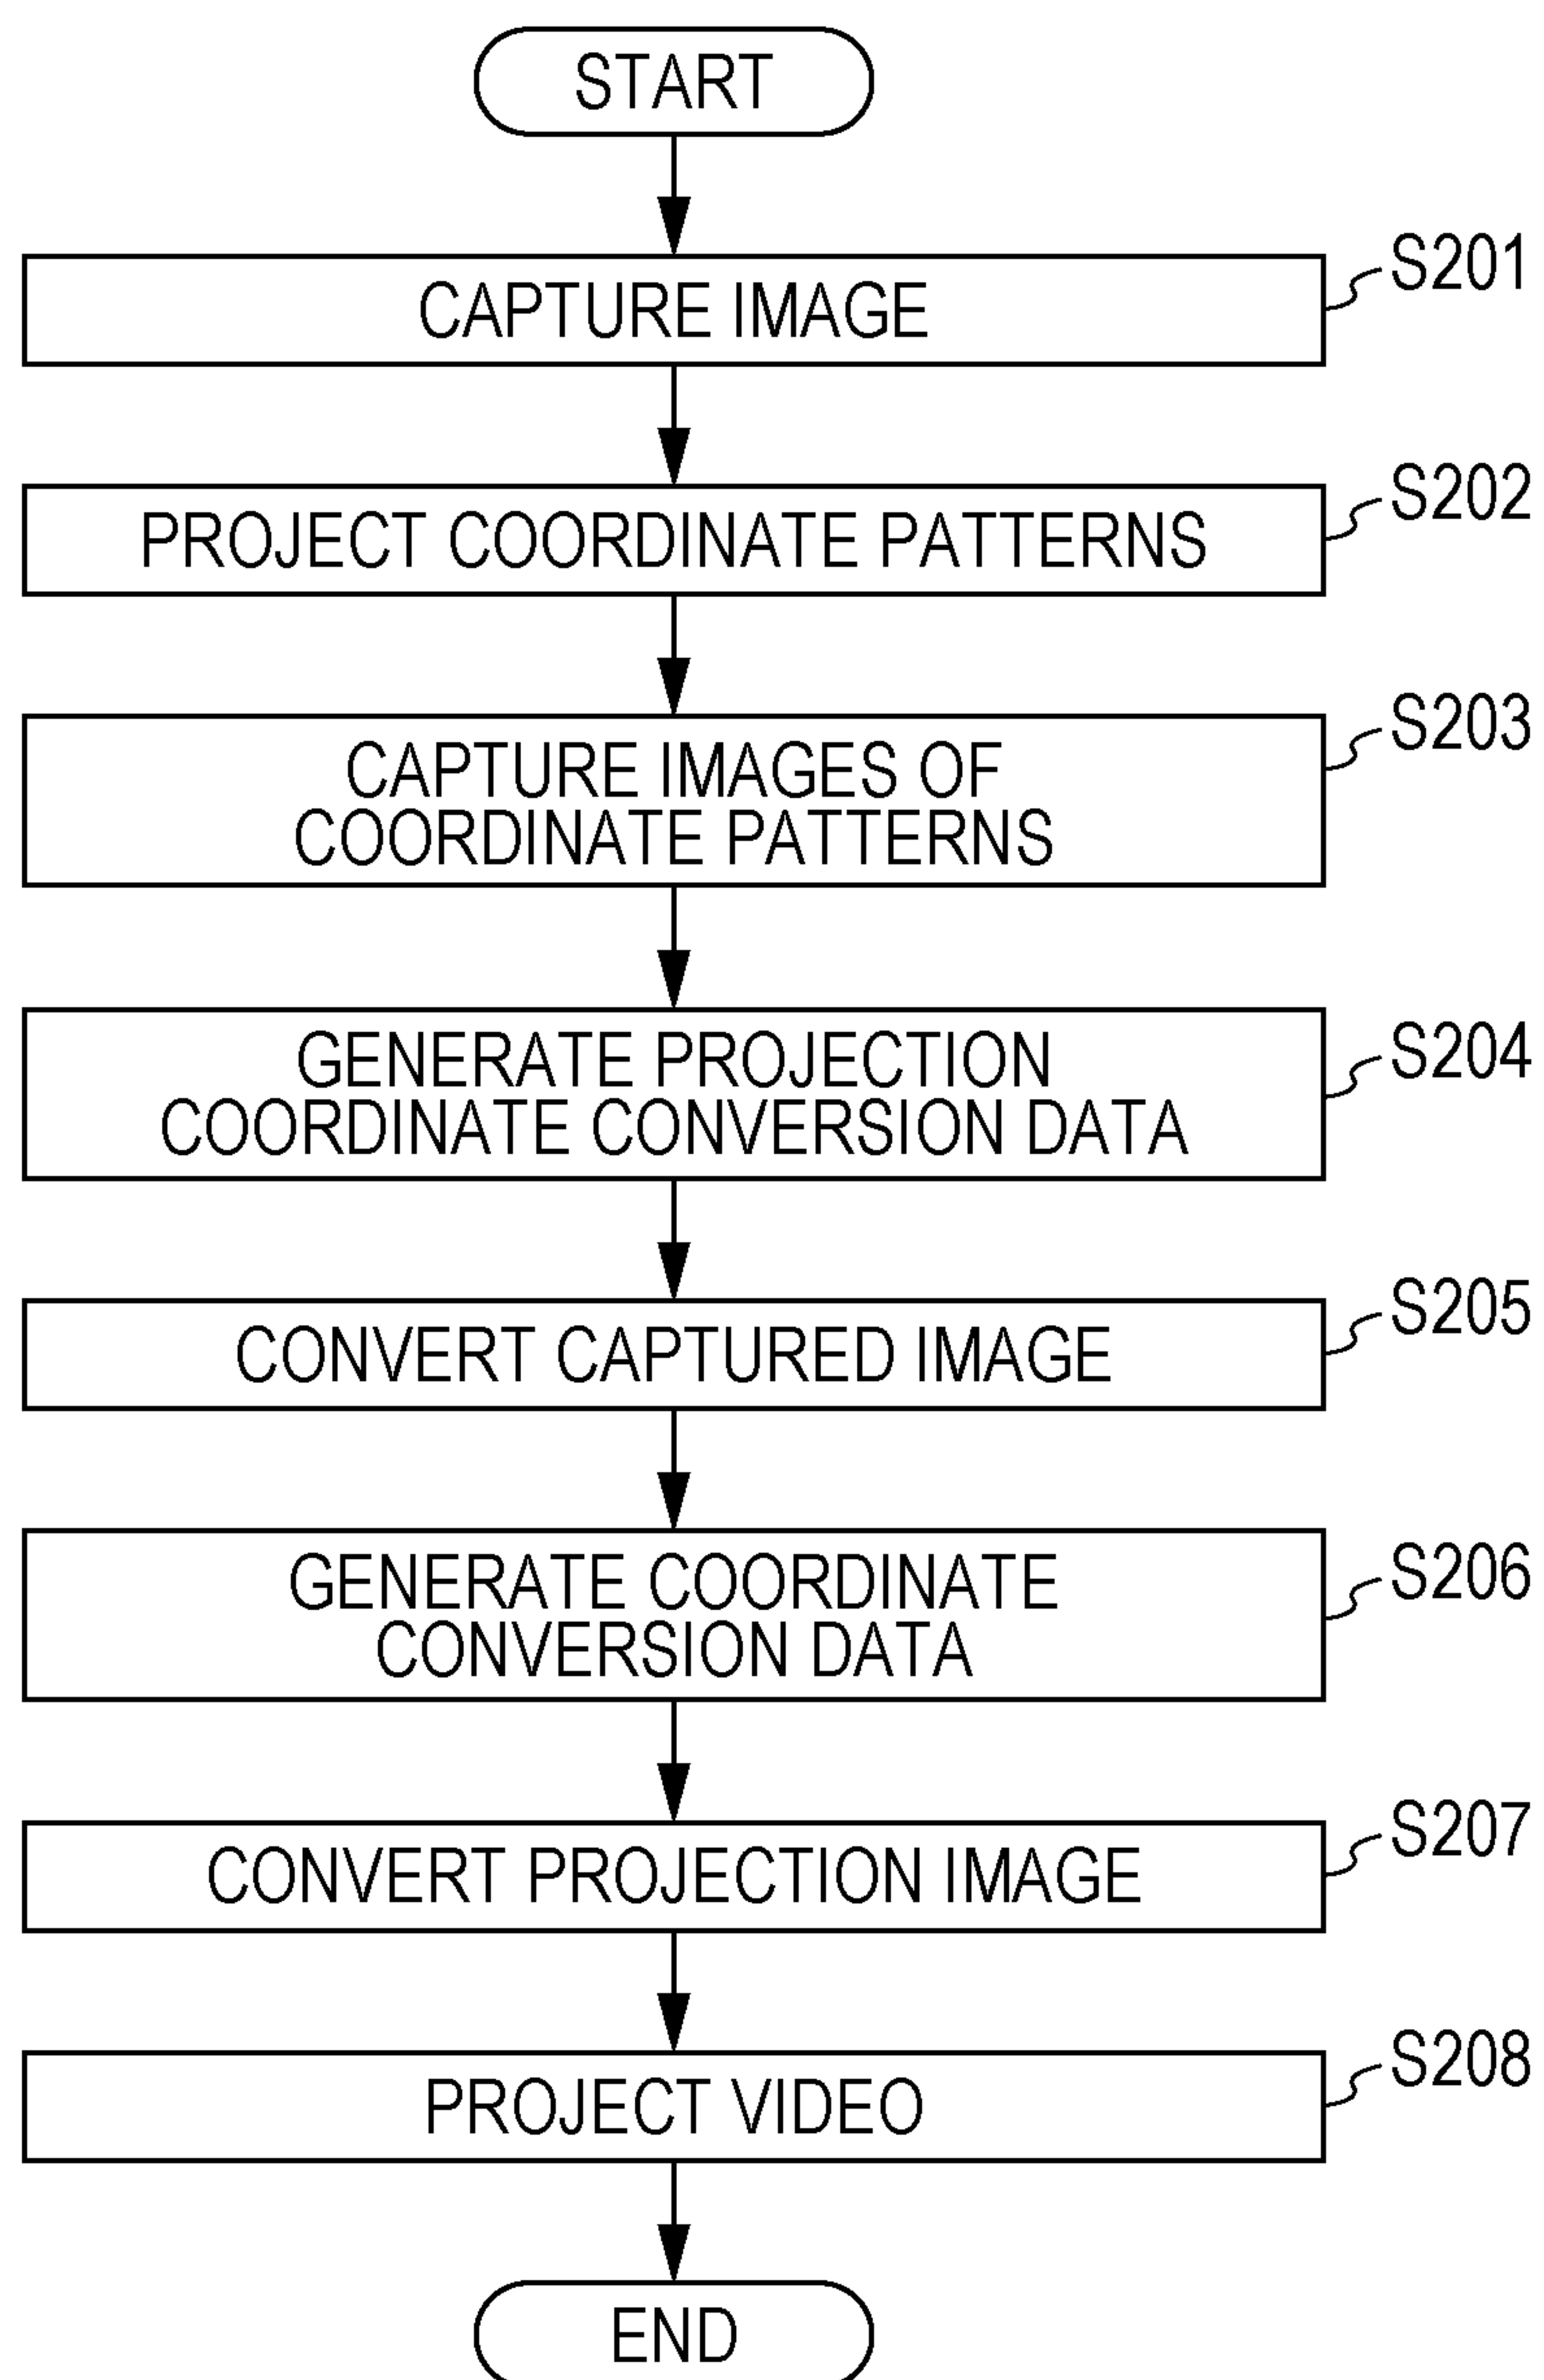 START
CAPTURE IMAGE
S201
PROJECT COORDINATE PATTERNS
S202
CAPTURE IMAGES OF
COORDINATE PATTERNS
S203
GENERATE PROJECTION
COORDINATE CONVERSION DATA
S204
CONVERT CAPTURED IMAGE
S205
GENERATE COORDINATE
CONVERSION DATA
S206
CONVERT PROJECTION IMAGE
S207
PROJECT VIDEO
S208
END